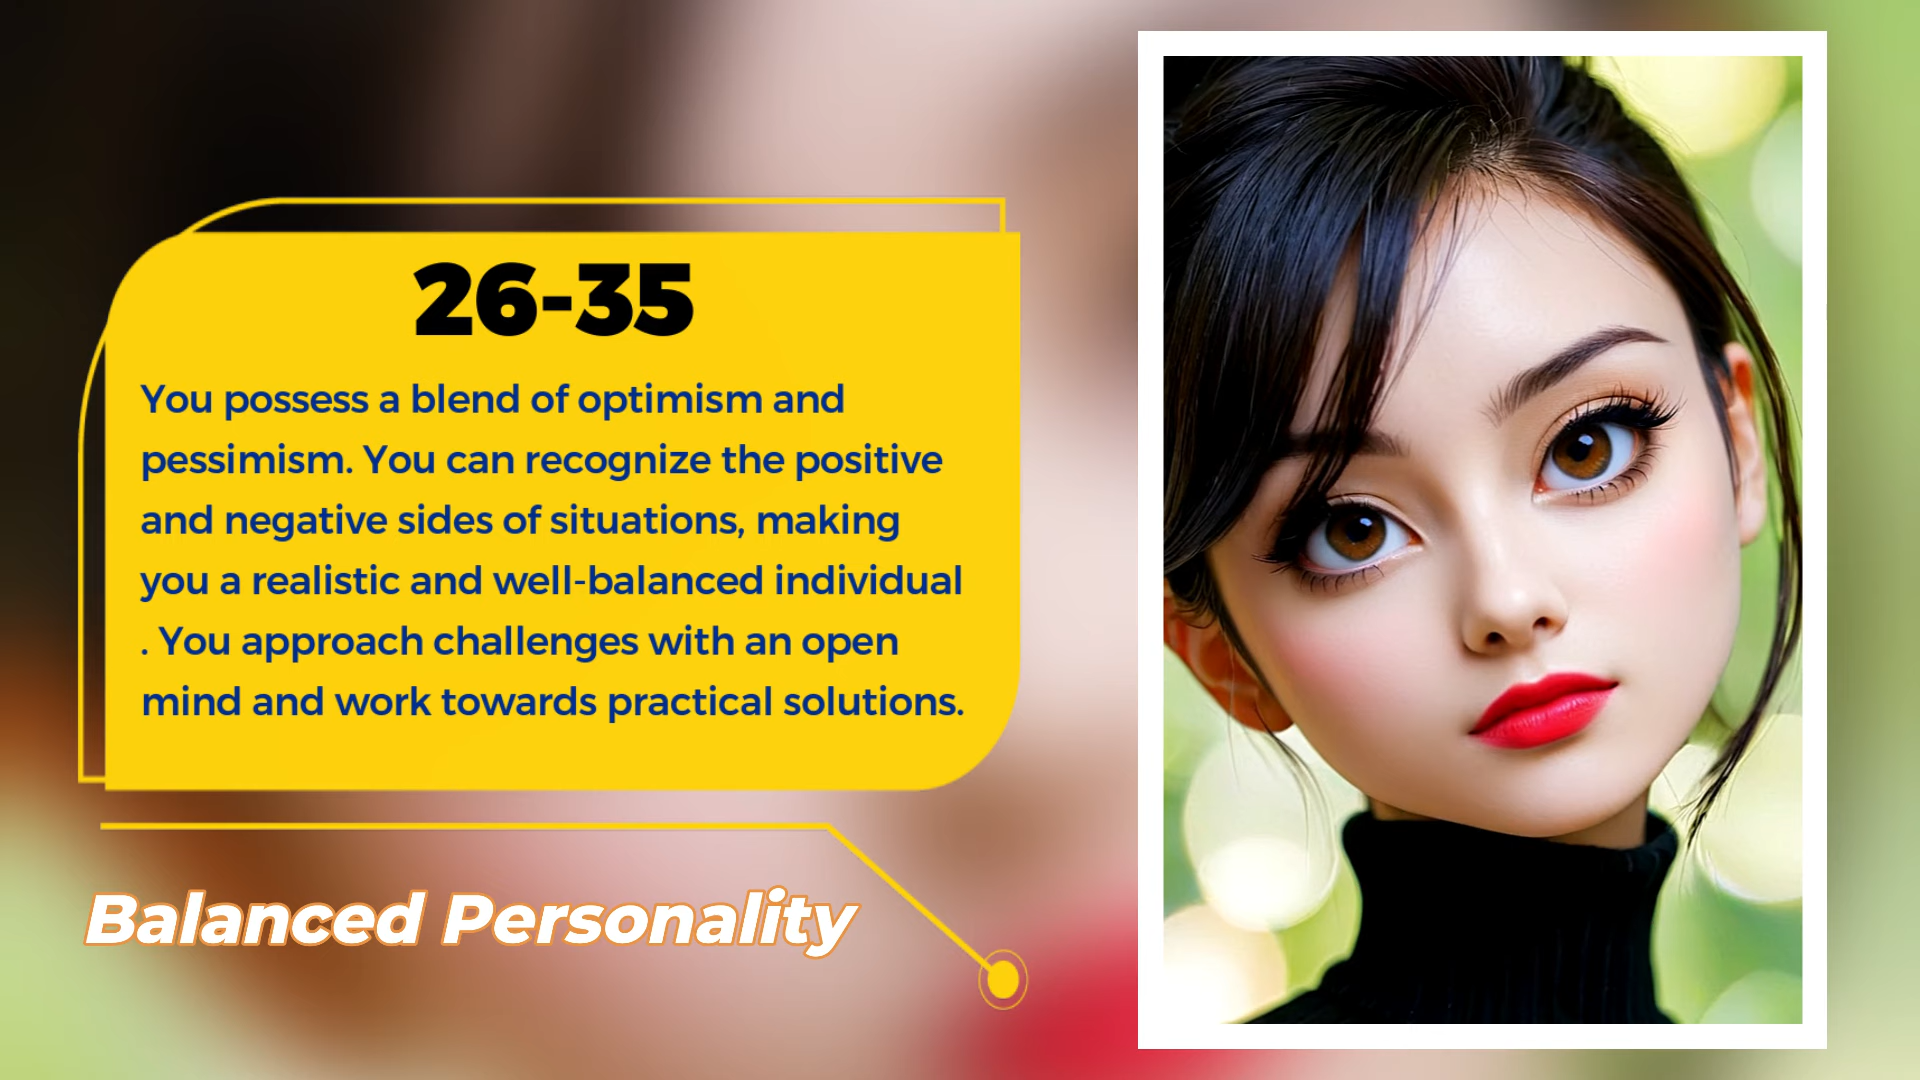 26-35
You possess a blend of optimism and
pessimism. You can recognize the positive
and negative sides of situations, making
you a realistic and well-balanced individual
. You approach challenges with an open
mind and work towards practical solutions.
Balanced Personality